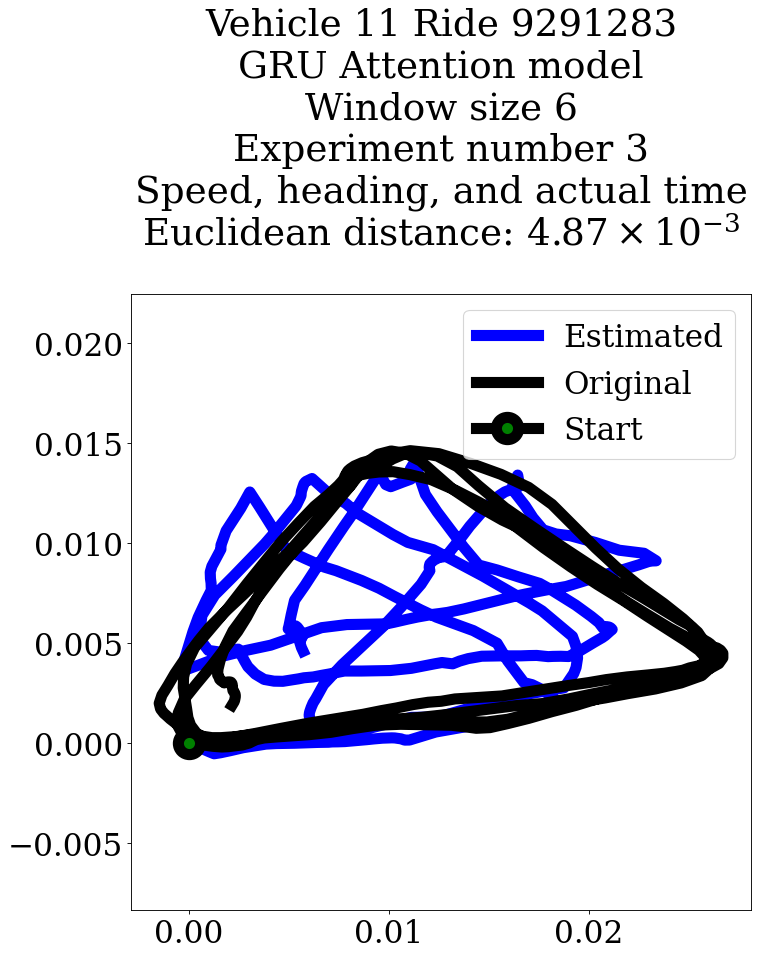 Vehicle 11 Ride 9291283
GRU Attention model
Window size 6
Experiment number 3
Speed, heading, and actual time
Euclidean distance: 4.87 × 10⁻³
Estimated
Original
Start
0.020
0.015
0.010
0.005
0.000
−0.005
0.00 0.01 0.02